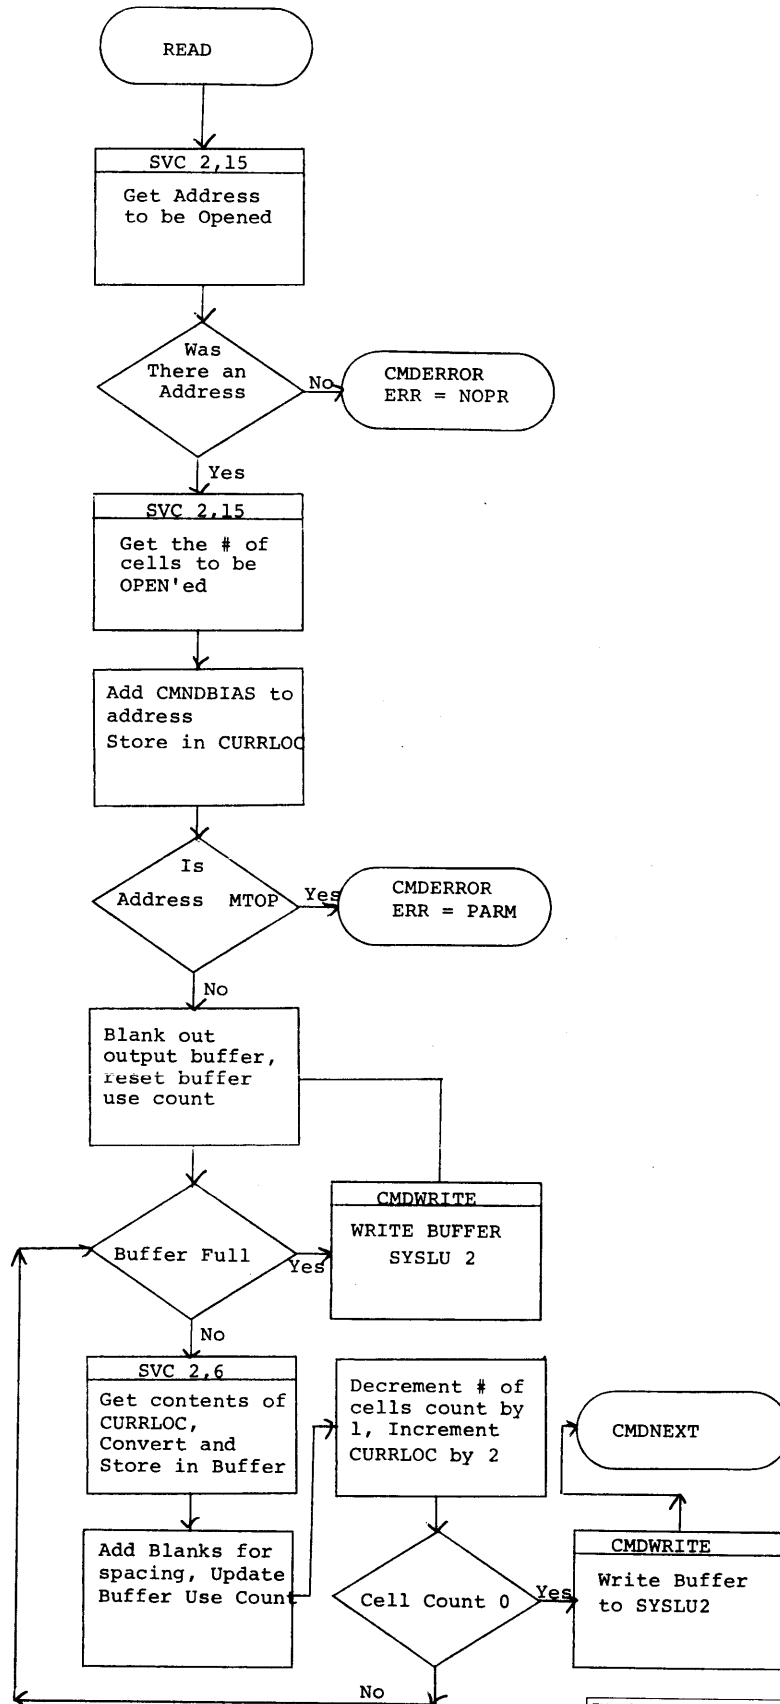 READ
SVC 2,15
Get Address
to be Opened
Was
There an
Address
No
CMDERROR
ERR = NOPR
Yes
SVC 2,15
Get the # of
cells to be
OPEN'ed
Add CMNDBIAS to
address
Store in CURRLOC
Is
Address MTOP
Yes
CMDERROR
ERR = PARM
No
Blank out
output buffer,
reset buffer
use count
Buffer Full
Yes
CMDWRITE
WRITE BUFFER
SYSLU 2
No
SVC 2,6
Get contents of
CURRLOC,
Convert and
Store in Buffer
Add Blanks for
spacing, Update
Buffer Use Count
Decrement # of
cells count by
1, Increment
CURRLOC by 2
Cell Count 0
Yes
CMDWRITE
Write Buffer
to SYSLU2
CMDNEXT
No